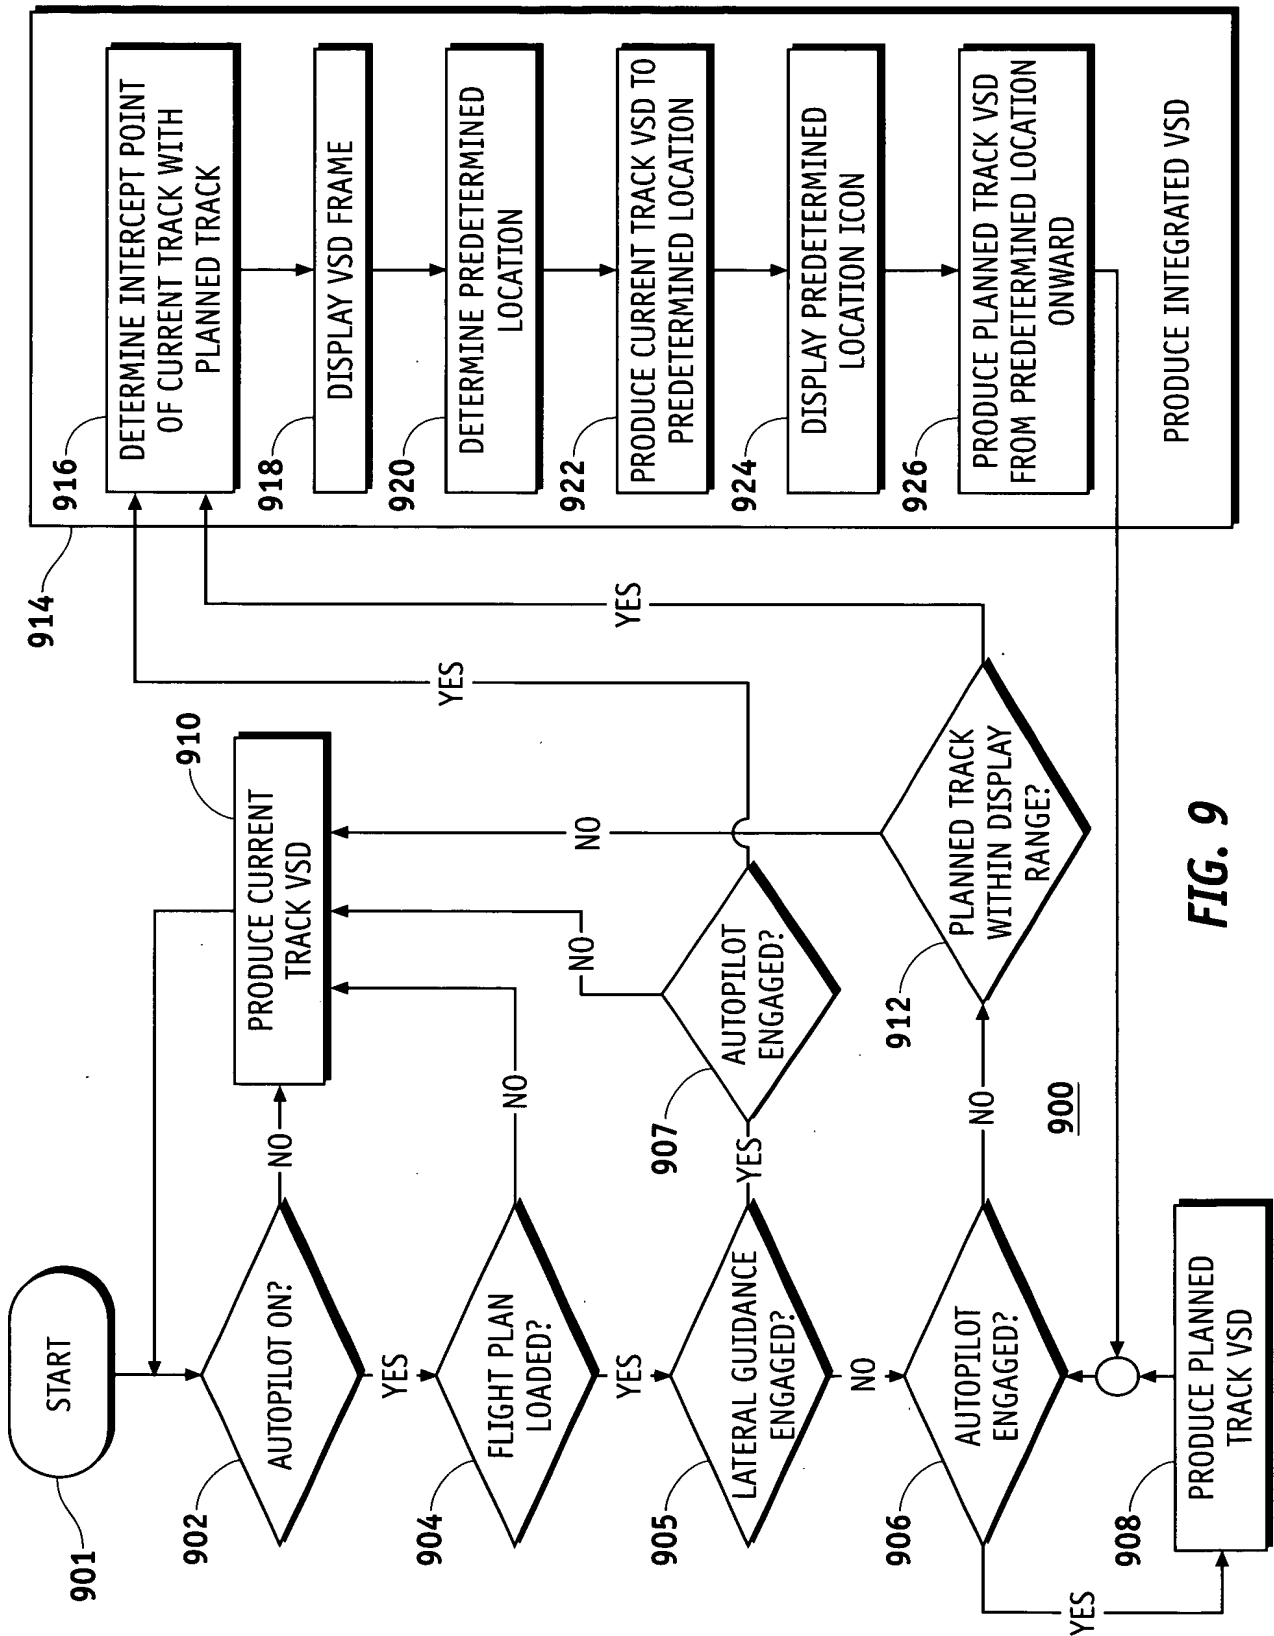 START
901
902
AUTOPILOT ON?
NO
YES
904
FLIGHT PLAN
LOADED?
NO
YES
905
LATERAL GUIDANCE
ENGAGED?
YES
NO
906
AUTOPILOT
ENGAGED?
NO
YES
908
PRODUCE PLANNED
TRACK VSD
910
PRODUCE CURRENT
TRACK VSD
907
AUTOPILOT
ENGAGED?
NO
YES
912
PLANNED TRACK
WITHIN DISPLAY
RANGE?
NO
YES
914
916
DETERMINE INTERCEPT POINT
OF CURRENT TRACK WITH
PLANNED TRACK
918
DISPLAY VSD FRAME
920
DETERMINE PREDETERMINED
LOCATION
922
PRODUCE CURRENT TRACK VSD TO
PREDETERMINED LOCATION
924
DISPLAY PREDETERMINED
LOCATION ICON
926
PRODUCE PLANNED TRACK VSD
FROM PREDETERMINED LOCATION
ONWARD
PRODUCE INTEGRATED VSD
900
FIG. 9